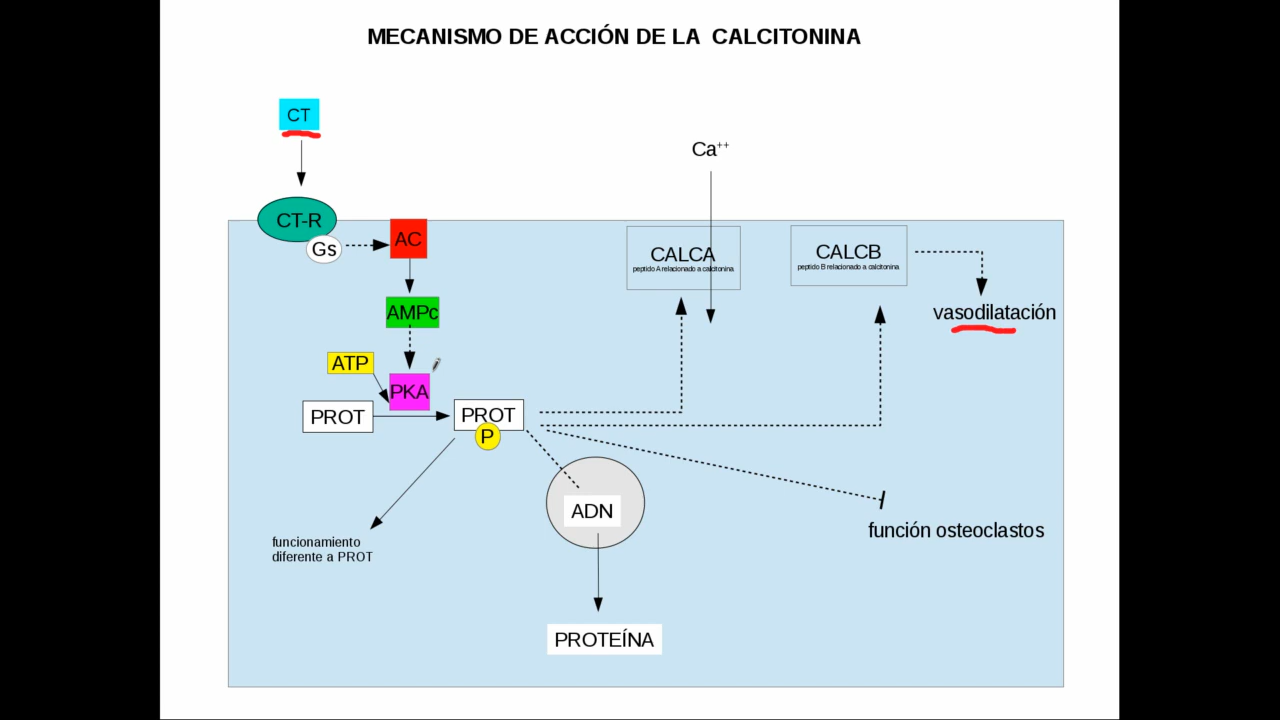 MECANISMO DE ACCIÓN DE LA CALCITONINA
CT
Ca++
CT-R
Gs
AC
CALCA
peptido A relacionado a calcitonina
CALCB
peptido B relacionado a calcitonina
AMPc
vasodilatación
ATP
PKA
PROT
PROT
P
ADN
función osteoclastos
funcionamiento
diferente a PROT
PROTEÍNA